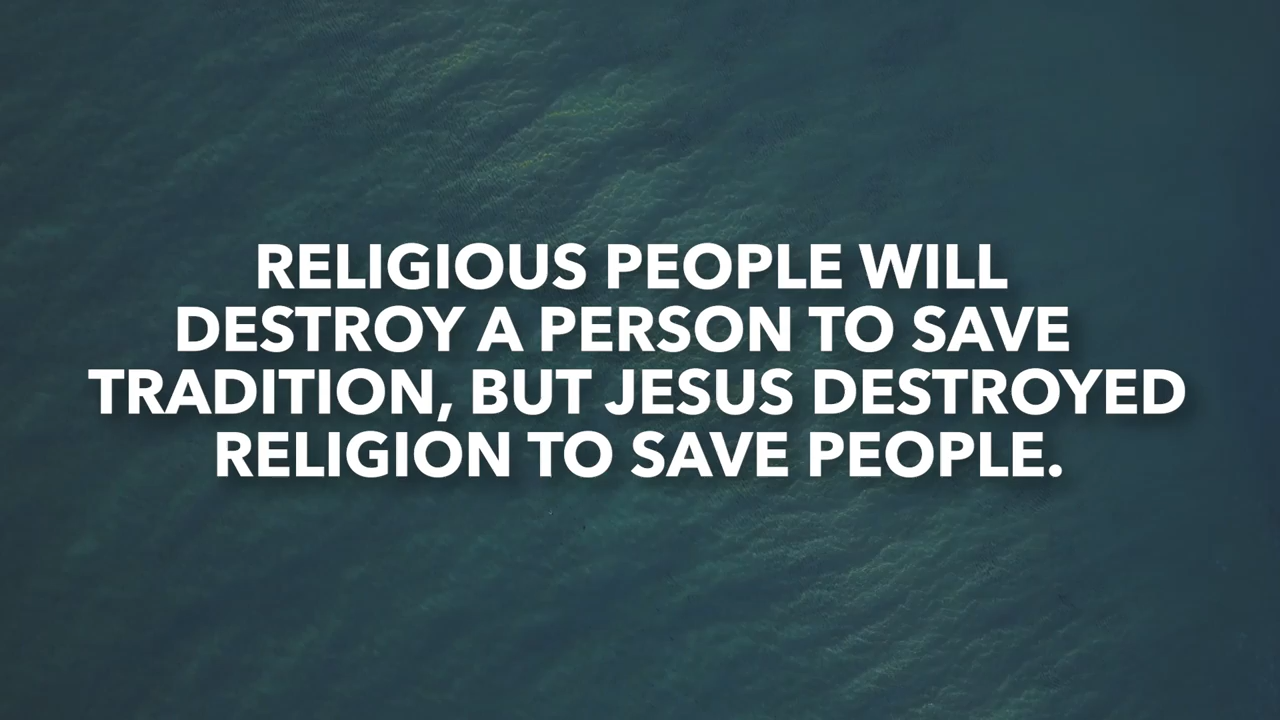 RELIGIOUS PEOPLE WILL
DESTROY A PERSON TO SAVE
TRADITION, BUT JESUS DESTROYED
RELIGION TO SAVE PEOPLE.